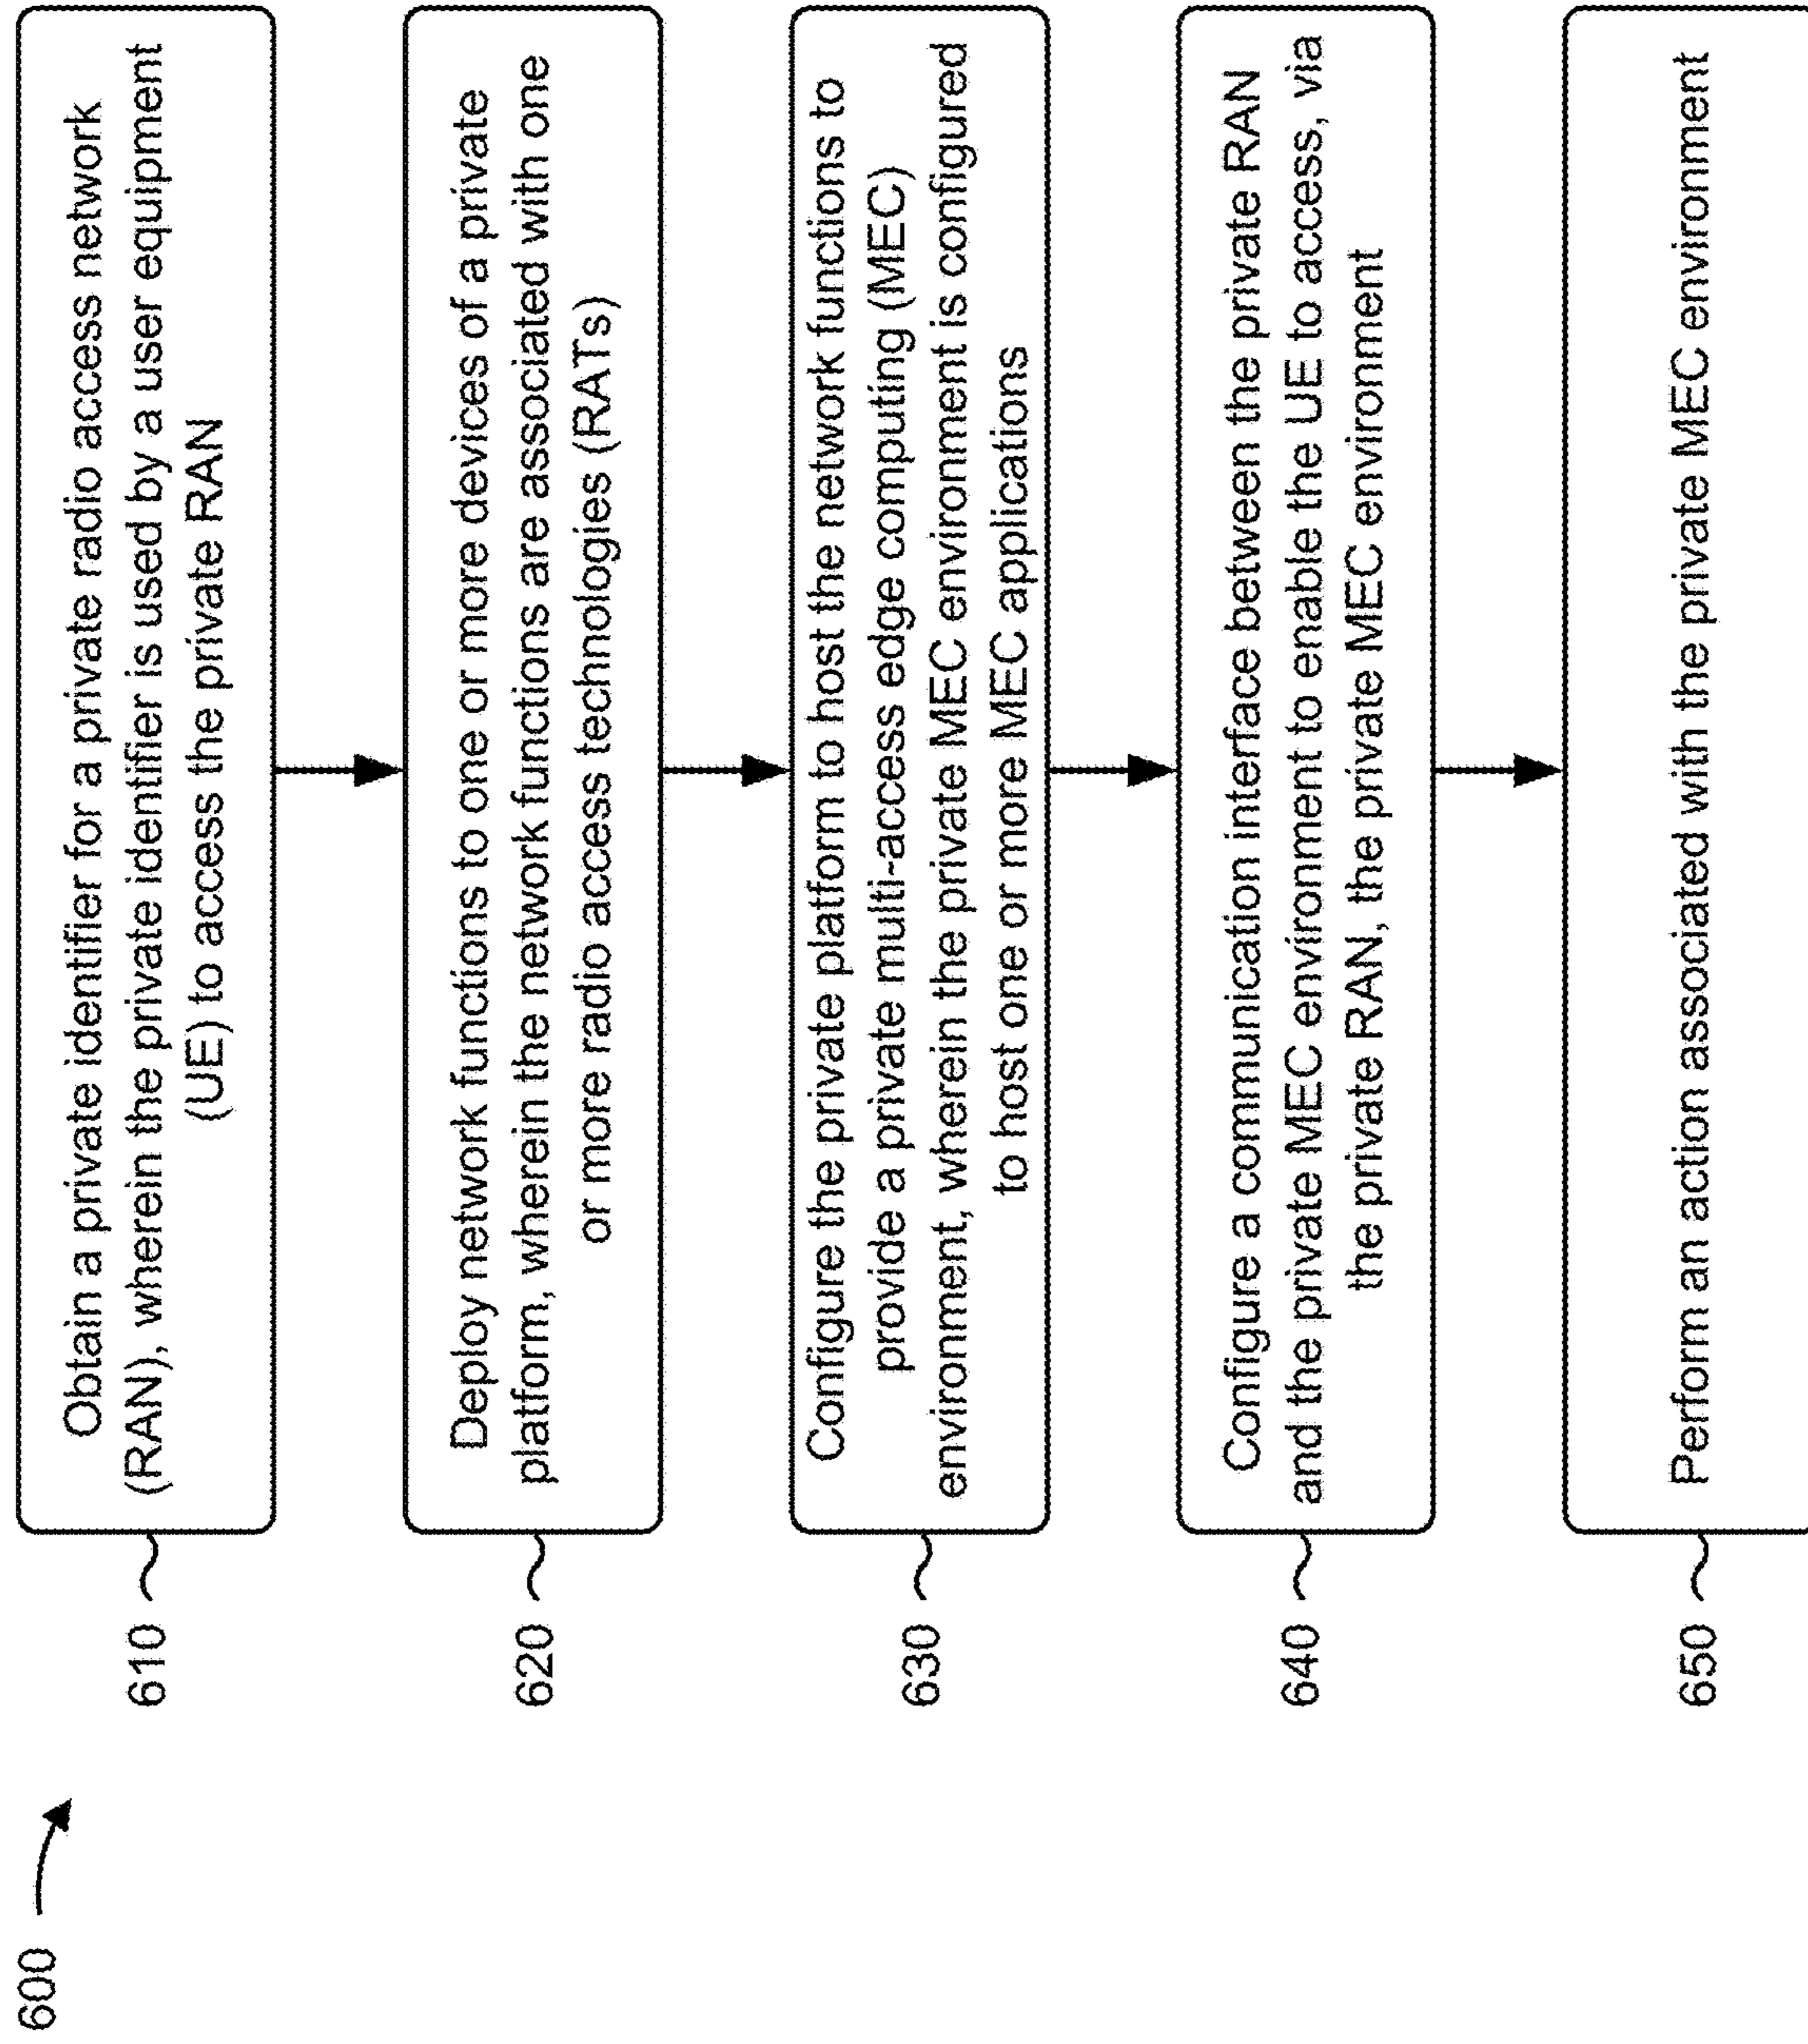 600
610
Obtain a private identifier for a private radio access network
(RAN), wherein the private identifier is used by a user equipment
(UE) to access the private RAN
620
Deploy network functions to one or more devices of a private
platform, wherein the network functions are associated with one
or more radio access technologies (RATs)
630
Configure the private platform to host the network functions to
provide a private multi-access edge computing (MEC)
environment, wherein the private MEC environment is configured
to host one or more MEC applications
640
Configure a communication interface between the private RAN
and the private MEC environment to enable the UE to access, via
the private RAN, the private MEC environment
650
Perform an action associated with the private MEC environment